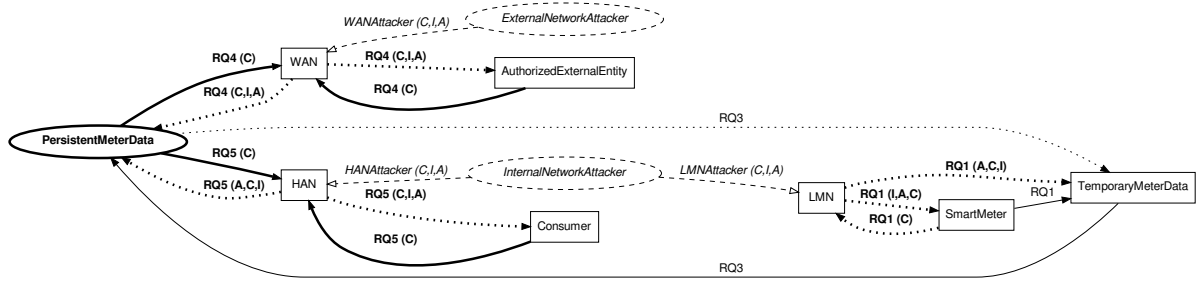 WANAttacker (C,I,A)
ExternalNetworkAttacker
RQ4 (C)
WAN
RQ4 (C,I,A)
AuthorizedExternalEntity
RQ4 (C,I,A)
RQ4 (C)
PersistentMeterData
RQ3
RQ5 (C)
HANAttacker (C,I,A)
InternalNetworkAttacker
LMNAttacker (C,I,A)
RQ1 (A,C,I)
HAN
RQ5 (A,C,I)
RQ5 (C,I,A)
LMN
RQ1 (I,A,C)
RQ1
TemporaryMeterData
RQ1 (C)
SmartMeter
Consumer
RQ5 (C)
RQ3